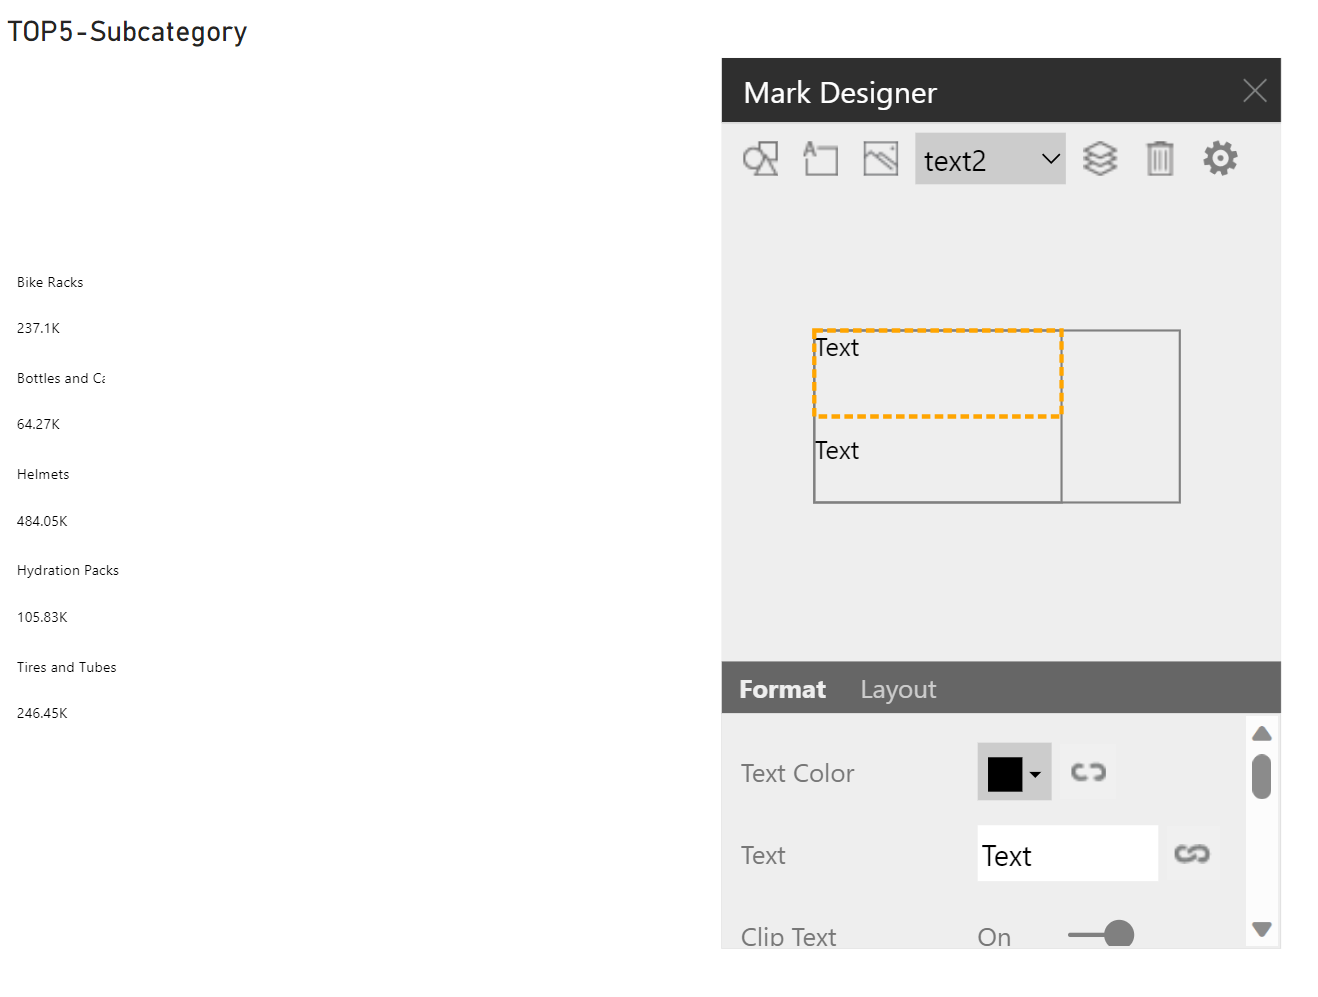 TOP5-Subcategory
Bike Racks
237.1K
Bottles and Ca
64.27K
Helmets
484.05K
Hydration Packs
105.83K
Tires and Tubes
246.45K
Mark Designer
A
text2
Text
Text
Format Layout
Text Color
Text Text
Clip Text On